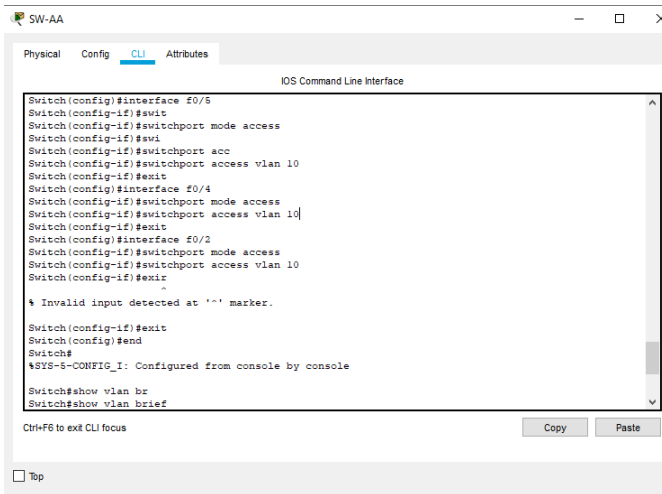 SW-AA
Physical Config CLI Attributes
IOS Command Line Interface
Switch(config)#interface f0/5
Switch(config-if)#swit
Switch(config-if)#switchport mode access
Switch(config-if)#swi
Switch(config-if)#switchport acc
Switch(config-if)#switchport access vlan 10
Switch(config-if)#exit
Switch(config)#interface f0/4
Switch(config-if)#switchport mode access
Switch(config-if)#switchport access vlan 10
Switch(config-if)#exit
Switch(config)#interface f0/2
Switch(config-if)#switchport mode access
Switch(config-if)#switchport access vlan 10
Switch(config-if)#exir
^
% Invalid input detected at '^' marker.
Switch(config-if)#exit
Switch(config)#end
Switch#
%SYS-5-CONFIG_I: Configured from console by console
Switch#show vlan br
Switch#show vlan brief
Ctrl+F6 to exit CLI focus
Copy Paste
Top